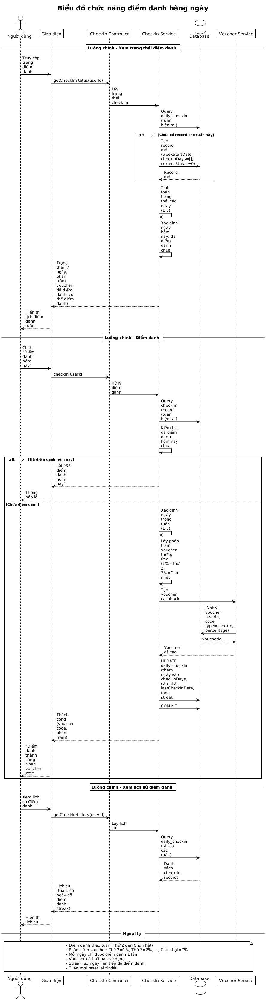 Biểu đồ chức năng điểm danh hàng ngày
Người dùng
Giao diện
CheckIn Controller
CheckIn Service
Database
Voucher Service
Luồng chính - Xem trạng thái điểm danh
Truy cập
trang
điểm
danh
getCheckInStatus(userId)
Lấy
trạng
thái
check-in
Query
daily_checkin
(tuần
hiện tại)
alt
[Chưa có record cho tuần này]
Tạo
record
mới
(weekStartDate,
checkInDays=[],
currentStreak=0)
Record
mới
Tính
toán
trạng
thái các
ngày
(1-7)
Xác định
ngày
hôm
nay, đã
điểm
danh
chưa
Trạng
thái (7
ngày,
phần
trăm
voucher,
đã điểm
danh, có
thể điểm
danh)
Hiển thị
lịch điểm
danh
tuần
Luồng chính - Điểm danh
Click
"Điểm
danh
hôm
nay"
checkIn(userId)
Xử lý
điểm
danh
Query
check-in
record
(tuần
hiện tại)
Kiểm tra
đã điểm
danh
hôm nay
chưa
alt
[Đã điểm danh hôm nay]
Lỗi "Đã
điểm
danh
hôm
nay"
Thông
báo lỗi
[Chưa điểm danh]
Xác định
ngày
trong
tuần
(1-7)
Lấy phần
trăm
voucher
tương
ứng
(1%=Thứ
2,
7%=Chủ
nhật)
Tạo
voucher
cashback
INSERT
voucher
(userId,
code,
type=checkin,
percentage)
voucherId
Voucher
đã tạo
UPDATE
daily_checkin
(thêm
ngày vào
checkInDays,
cập nhật
lastCheckInDate,
tăng
streak)
COMMIT
Thành
công
(voucher
code,
phần
trăm)
"Điểm
danh
thành
công!
Nhận
voucher
X%"
Luồng chính - Xem lịch sử điểm danh
Xem lịch
sử điểm
danh
getCheckInHistory(userId)
Lấy lịch
sử
Query
daily_checkin
(tất cả
các
tuần)
Danh
sách
check-in
records
Lịch sử
(tuần, số
ngày đã
điểm
danh,
streak)
Hiển thị
lịch sử
Ngoại lệ
- Điểm danh theo tuần (Thứ 2 đến Chủ nhật)
- Phần trăm voucher: Thứ 2=1%, Thứ 3=2%, ..., Chủ nhật=7%
- Mỗi ngày chỉ được điểm danh 1 lần
- Voucher có thời hạn sử dụng
- Streak: số ngày liên tiếp đã điểm danh
- Tuần mới reset lại từ đầu
Người dùng
Giao diện
CheckIn Controller
CheckIn Service
Database
Voucher Service